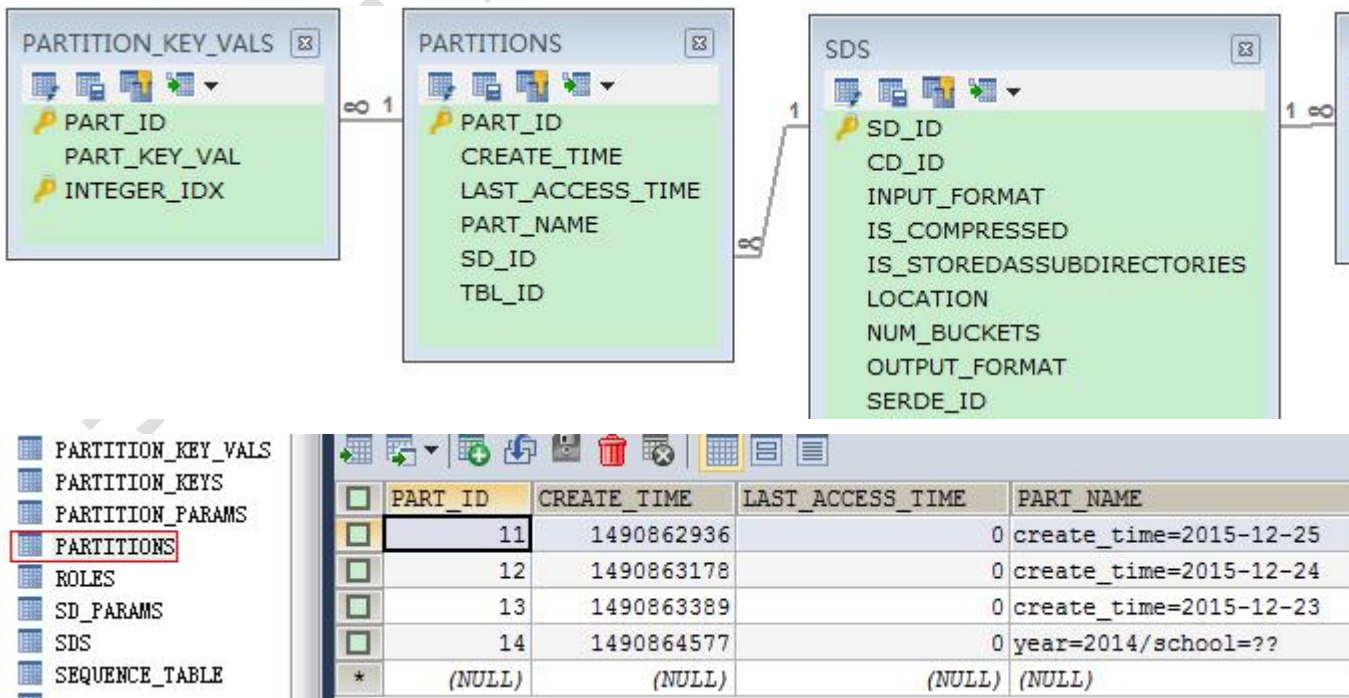 PARTITION_KEY_VALS
PART_ID
PART_KEY_VAL
INTEGER_IDX
∞ 1
PARTITIONS
PART_ID
CREATE_TIME
LAST_ACCESS_TIME
PART_NAME
SD_ID
TBL_ID
1
∞
SDS
SD_ID
CD_ID
INPUT_FORMAT
IS_COMPRESSED
IS_STOREDASSUBDIRECTORIES
LOCATION
NUM_BUCKETS
OUTPUT_FORMAT
SERDE_ID
1 ∞
PARTITION_KEY_VALS
PARTITION_KEYS
PARTITION_PARAMS
PARTITIONS
ROLES
SD_PARAMS
SDS
SEQUENCE_TABLE
PART_ID CREATE_TIME LAST_ACCESS_TIME PART_NAME
11 1490862936 0 create_time=2015-12-25
12 1490863178 0 create_time=2015-12-24
13 1490863389 0 create_time=2015-12-23
14 1490864577 0 year=2014/school=??
* (NULL) (NULL) (NULL) (NULL)